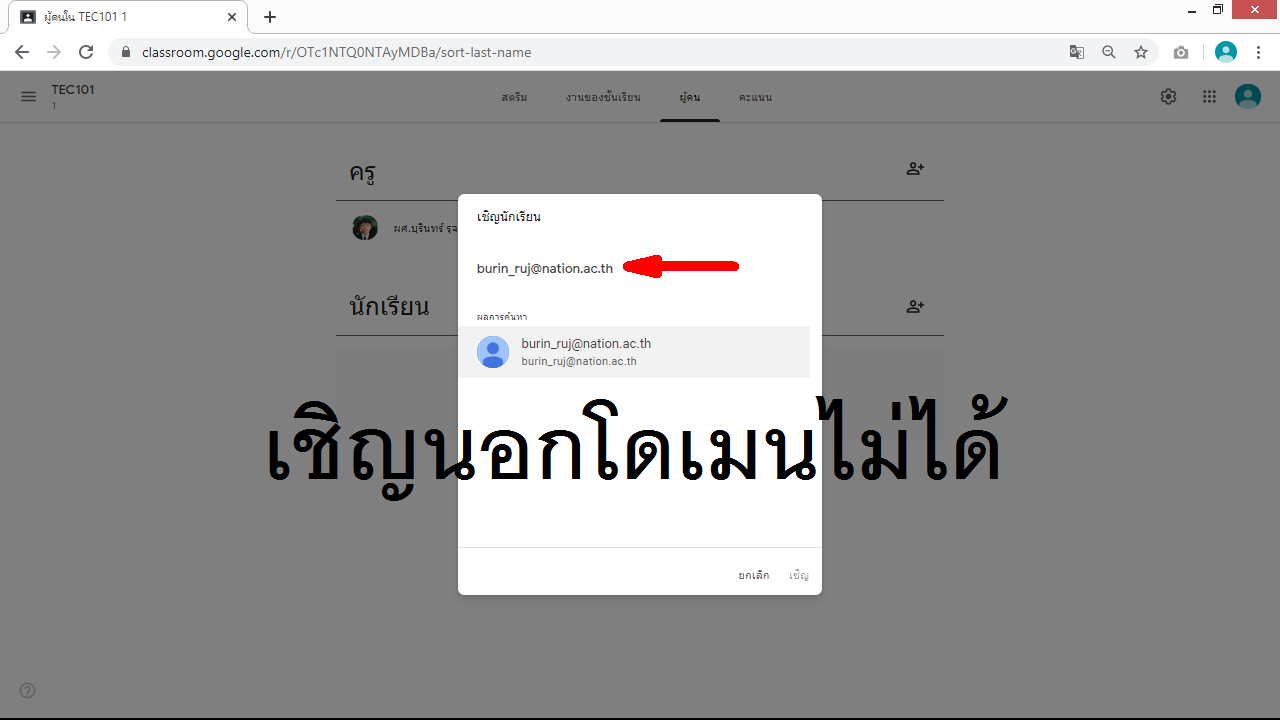 ผู้คนใน TEC101 1
classroom.google.com/r/OTc1NTQ0NTAyMDBa/sort-last-name
TEC101
1
สตรีม งานของชั้นเรียน ผู้คน คะแนน
ครู
ผศ.บุรินทร์ รุจ
เชิญนักเรียน
burin_ruj@nation.ac.th
นักเรียน
ผลการค้นหา
burin_ruj@nation.ac.th
burin_ruj@nation.ac.th
เชิญนอกโดเมนไม่ได้
ยกเลิก เชิญ